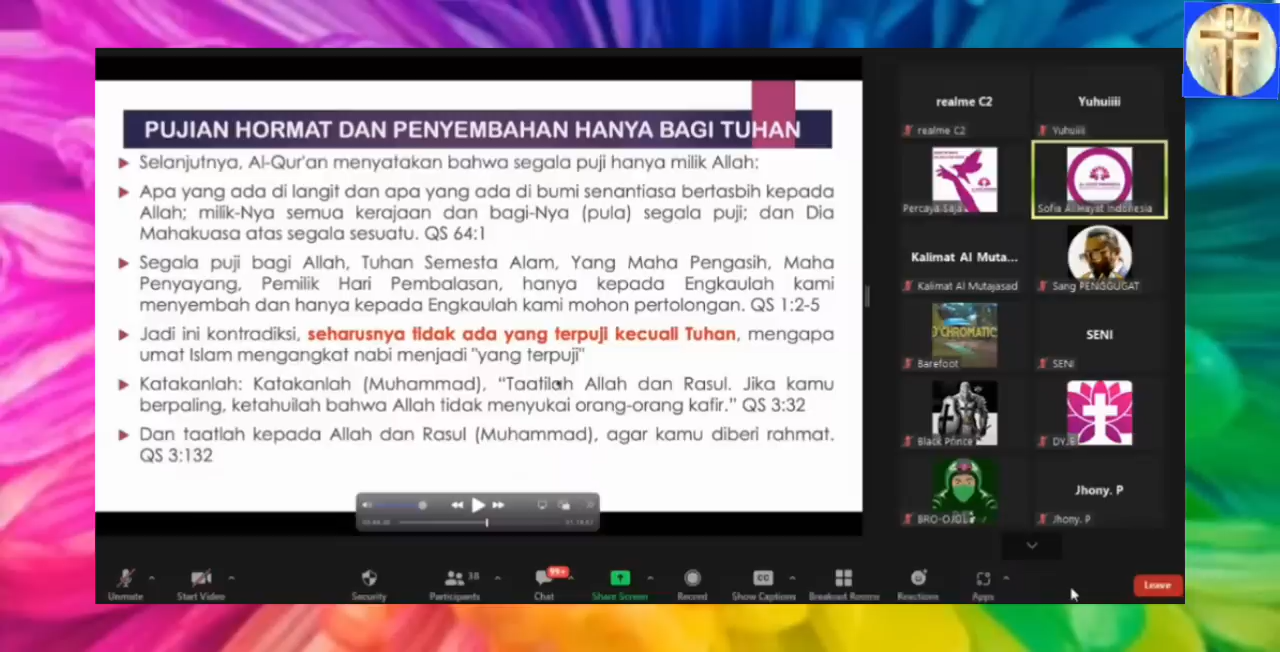 PUJIAN HORMAT DAN PENYEMBAHAN HANYA BAGI TUHAN
Selanjutnya, Al-Qur'an menyatakan bahwa segala puji hanya milik Allah:
Apa yang ada di langit dan apa yang ada di bumi senantiasa bertasbih kepada
Allah; milik-Nya semua kerajaan dan bagi-Nya (pula) segala puji; dan Dia
Mahakuasa atas segala sesuatu. QS 64:1
Segala puji bagi Allah, Tuhan Semesta Alam, Yang Maha Pengasih, Maha
Penyayang, Pemilik Hari Pembalasan, hanya kepada Engkaulah kami
menyembah dan hanya kepada Engkaulah kami mohon pertolongan. QS 1:2-5
Jadi ini kontradiksi, seharusnya tidak ada yang terpuji kecuali Tuhan, mengapa
umat Islam mengangkat nabi menjadi "yang terpuji"
Katakanlah: Katakanlah (Muhammad), "Taatilah Allah dan Rasul. Jika kamu
berpaling, ketahuilah bahwa Allah tidak menyukai orang-orang kafir." QS 3:32
Dan taatlah kepada Allah dan Rasul (Muhammad), agar kamu diberi rahmat.
QS 3:132
realme C2
realme C2
Yuhuiiii
Yuhuiiii
Percaya Saja
Sofia Al Hayat Indonesia
Kalimat Al Muta...
Kalimat Al Mutajasad
Sang PENGGUGAT
CHROMATIC
Barefoot
SENI
SENI
Black Prince
DY.
BRO-OJOL
Jhony. P
Jhony. P
Unmute
Start Video
Security
38
Participants
99+
Chat
Share Screen
Record
CC
Show Captions
Breakout Rooms
Reactions
Apps
Leave